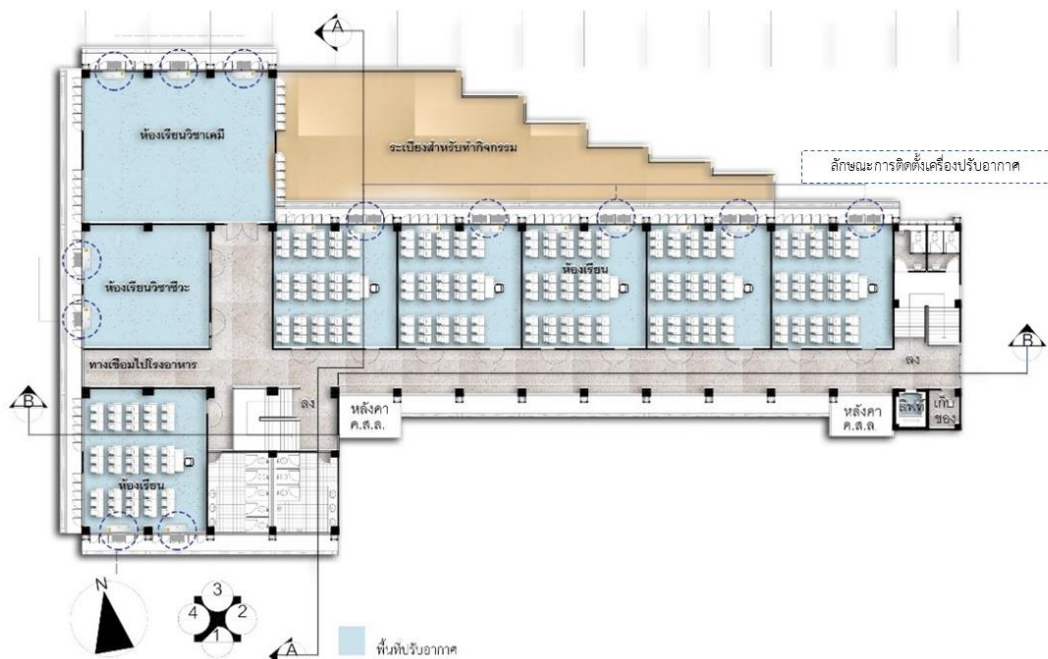 A
ห้องเรียนวิชาเคมี
ระเบียงสำหรับทำกิจกรรม
ลักษณะการติดตั้งเครื่องปรับอากาศ
ห้องเรียนวิชาชีวะ
ห้องเรียน
ทางเชื่อมไปโรงอาหาร
ลง
B
B
ลง
หลังคา
ค.ส.ล.
หลังคา
ค.ส.ล.
ลิฟท์
เก็บ
ของ
ห้องเรียน
N
3
4
2
1
A
พื้นที่ปรับอากาศ